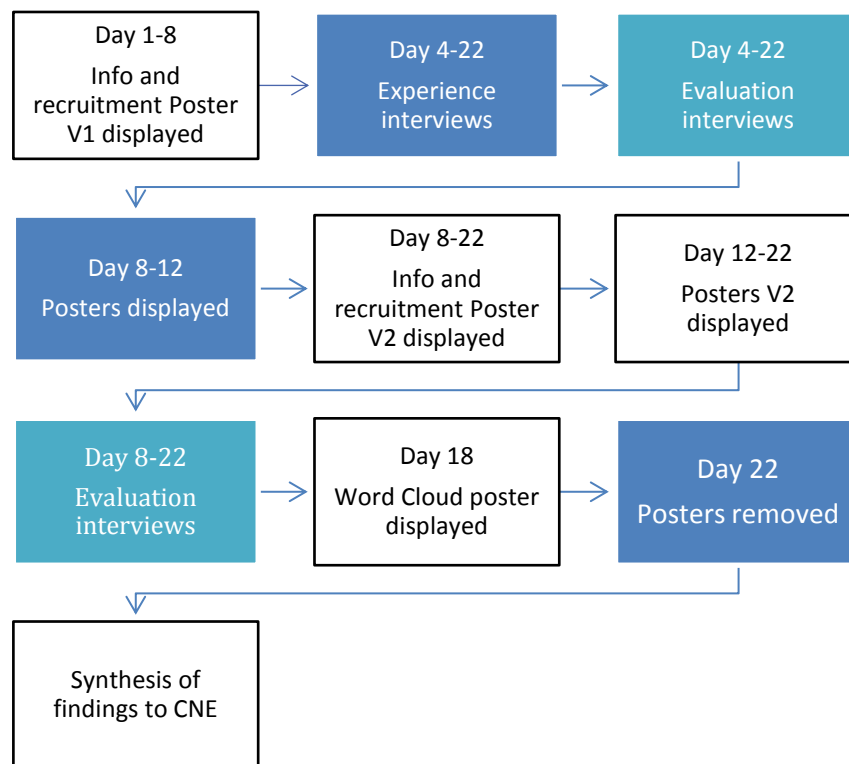 Day 1-8
Info and
recruitment Poster
V1 displayed
Day 4-22
Experience
interviews
Day 4-22
Evaluation
interviews
Day 8-12
Posters displayed
Day 8-22
Info and
recruitment Poster
V2 displayed
Day 12-22
Posters V2
displayed
Day 8-22
Evaluation
interviews
Day 18
Word Cloud poster
displayed
Day 22
Posters removed
Synthesis of
findings to CNE